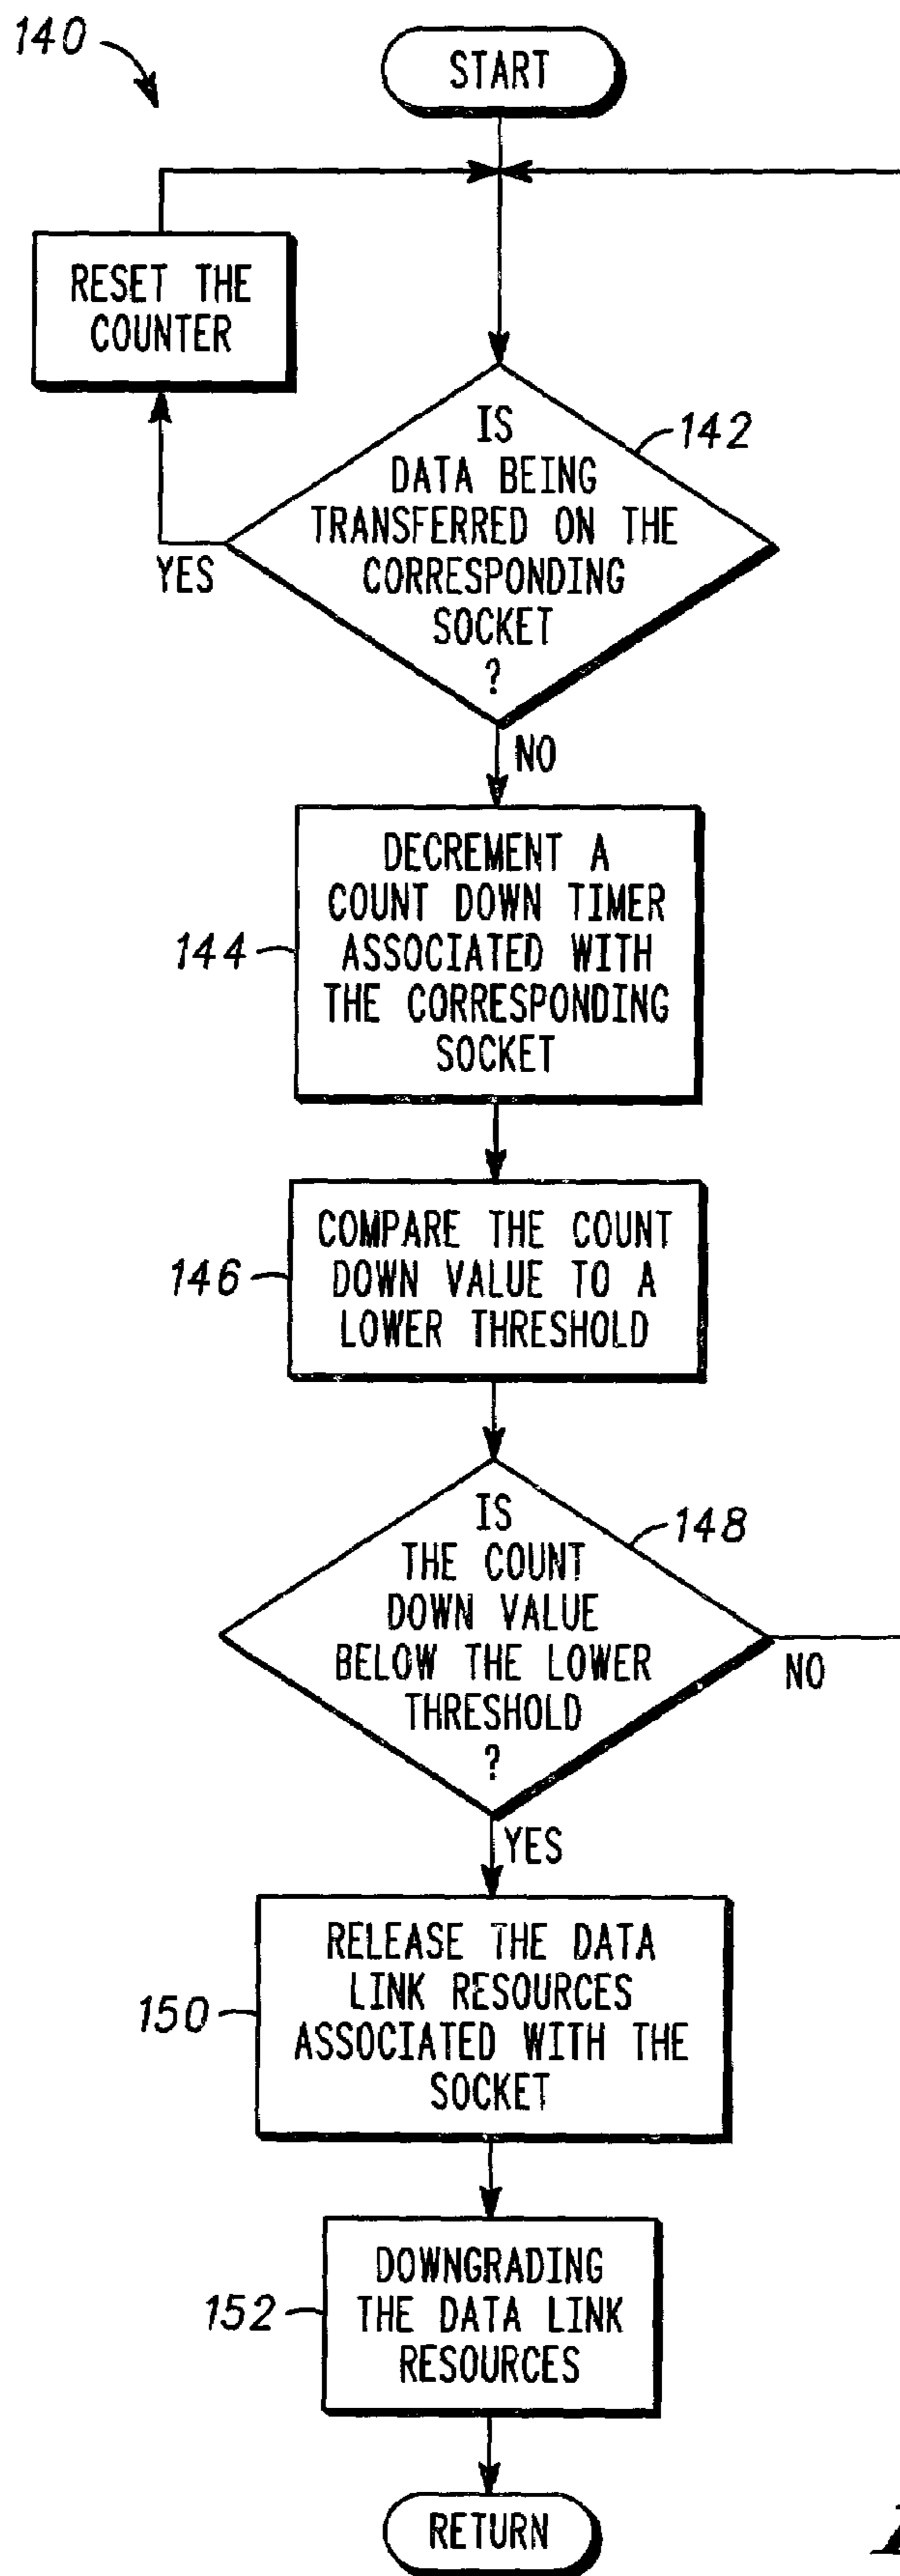 140
START
RESET THE
COUNTER
IS
DATA BEING
TRANSFERRED ON THE
CORRESPONDING
SOCKET
?
142
YES
NO
DECREMENT A
COUNT DOWN TIMER
ASSOCIATED WITH
THE CORRESPONDING
SOCKET
144
COMPARE THE COUNT
DOWN VALUE TO A
LOWER THRESHOLD
146
IS
THE COUNT
DOWN VALUE
BELOW THE LOWER
THRESHOLD
?
148
NO
YES
RELEASE THE DATA
LINK RESOURCES
ASSOCIATED WITH THE
SOCKET
150
DOWNGRADING
THE DATA LINK
RESOURCES
152
RETURN